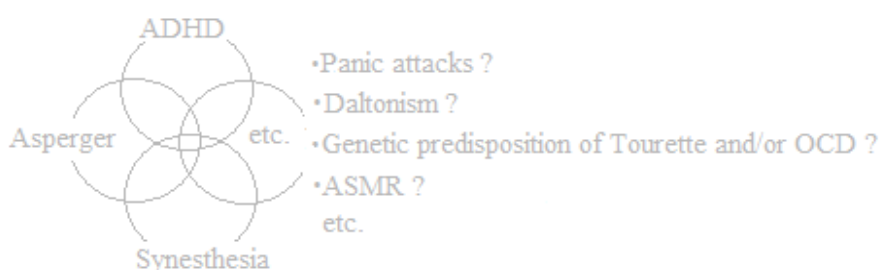 ADHD
Asperger
etc.
Synesthesia
•Panic attacks ?
•Daltonism ?
•Genetic predisposition of Tourette and/or OCD ?
•ASMR ?
etc.